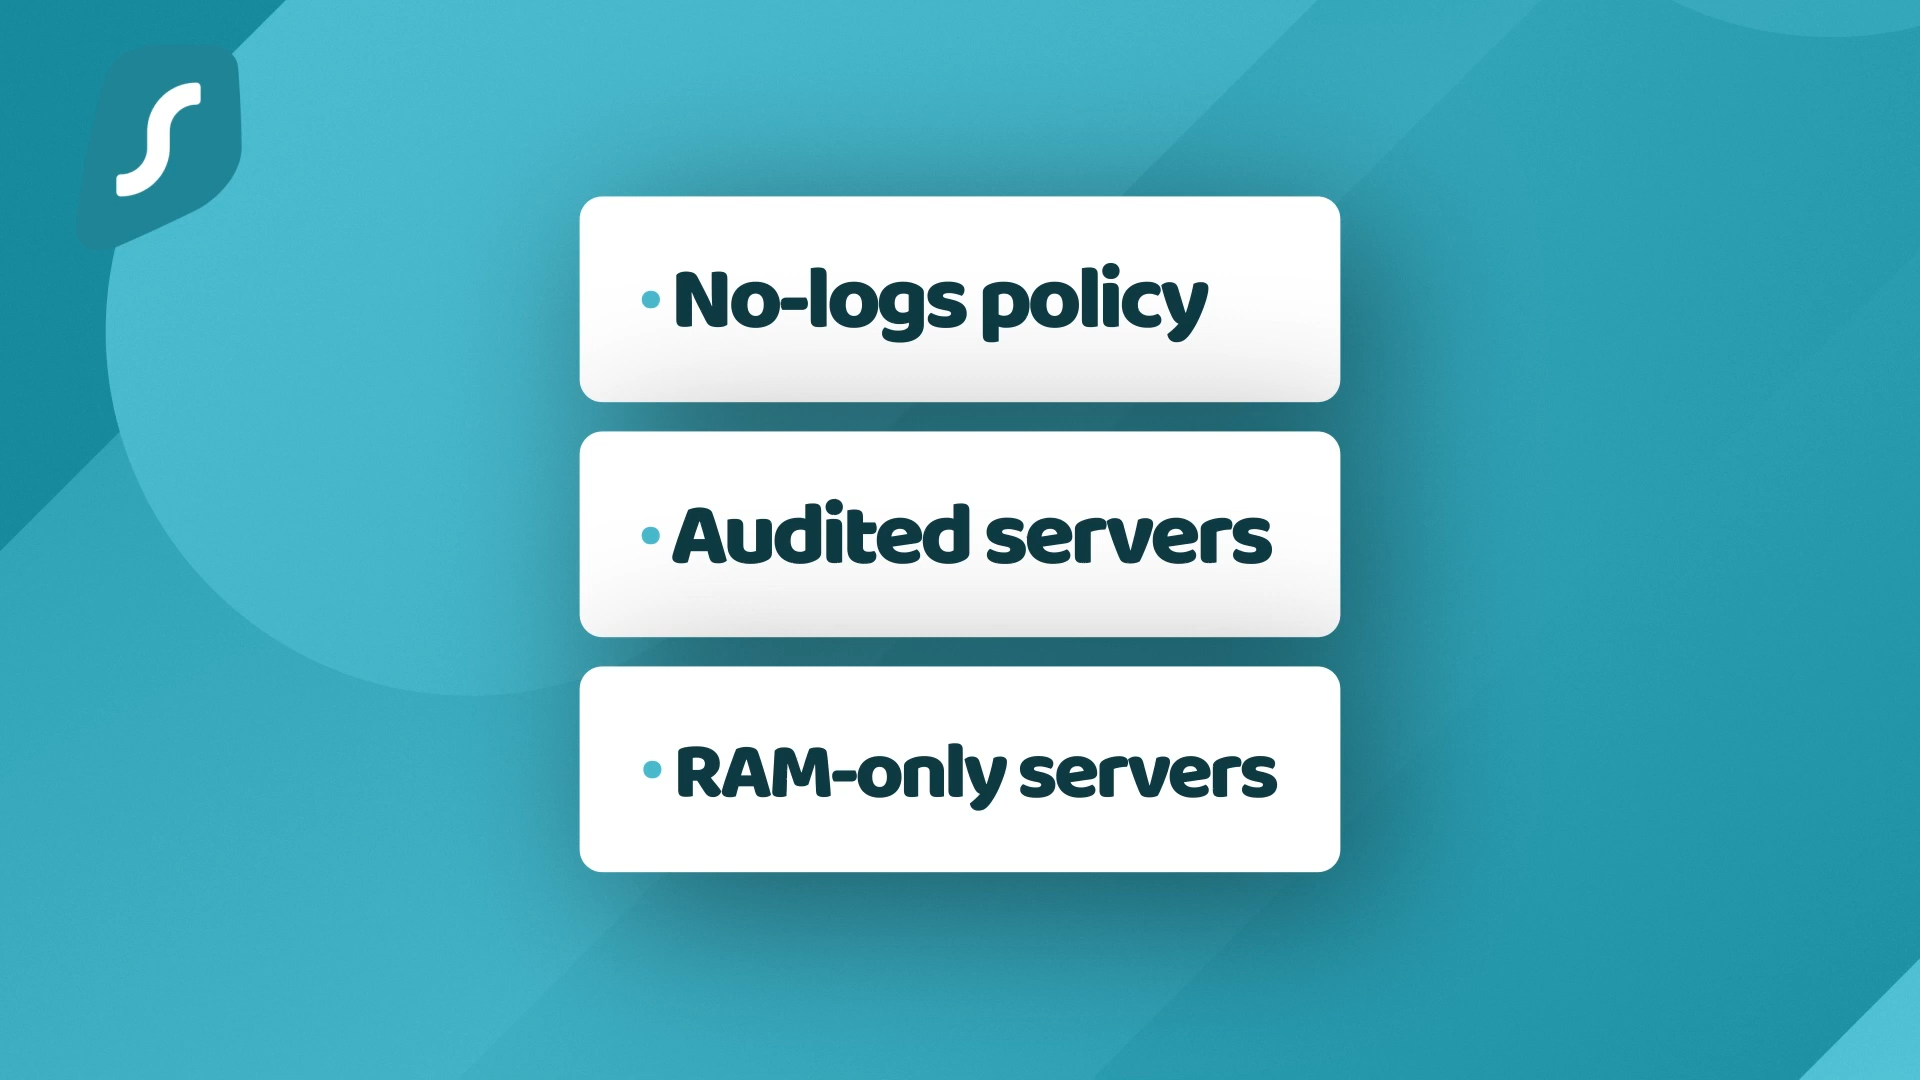 • No-logs policy
• Audited servers
• RAM-only servers